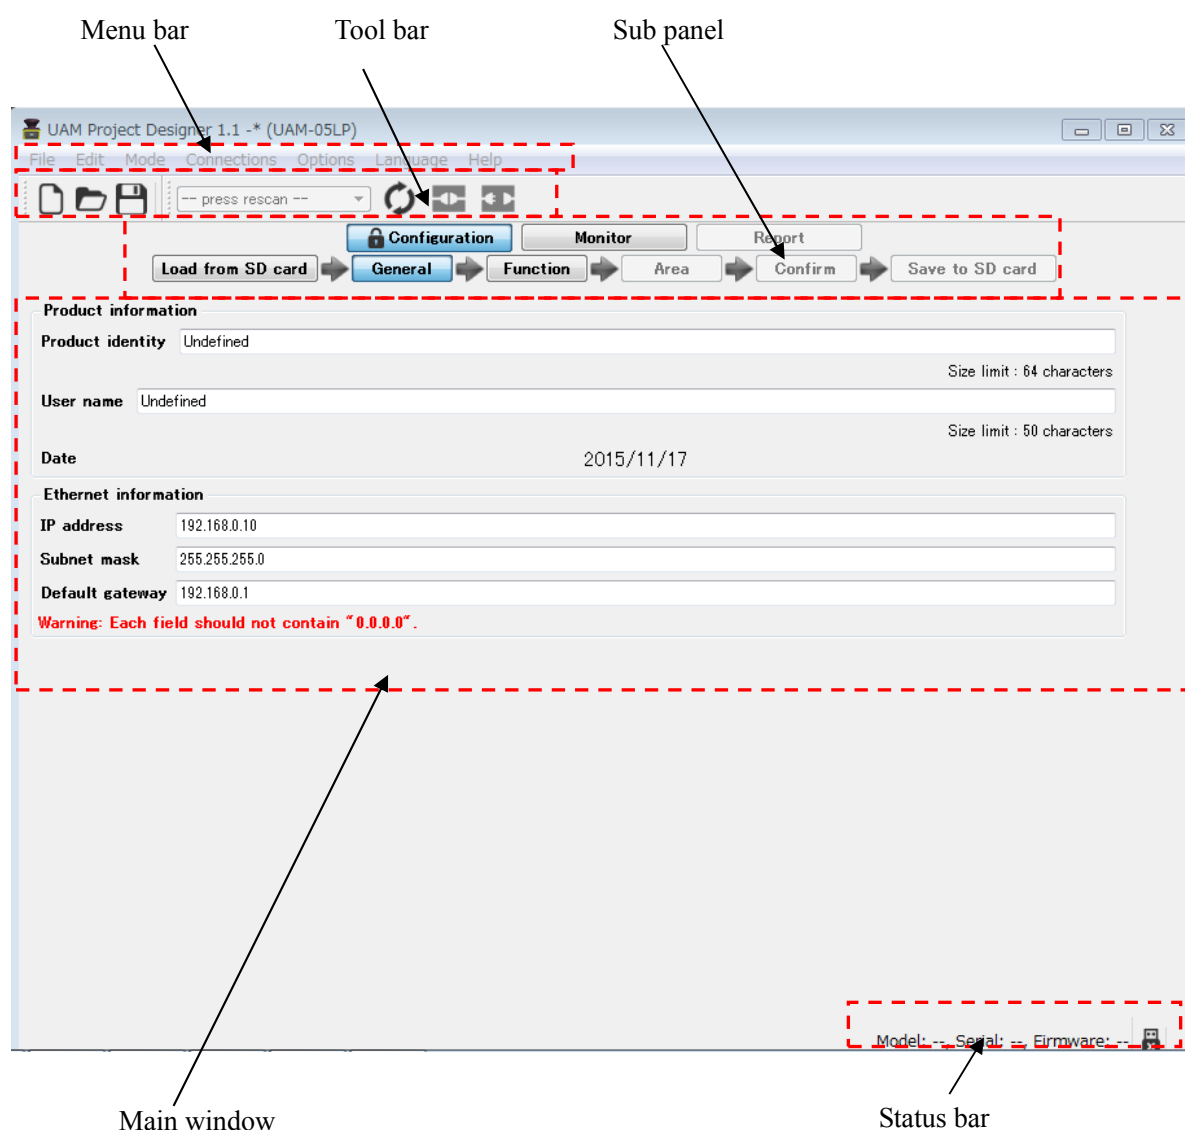 Menu bar Tool bar Sub panel
UAM Project Designer 1.1 -* (UAM-05LP)
File Edit Mode Connections Options Language Help
-- press rescan --
Configuration Monitor Report
Load from SD card General Function Area Confirm Save to SD card
Product information
Product identity Undefined
Size limit : 64 characters
User name Undefined
Size limit : 50 characters
Date 2015/11/17
Ethernet information
IP address 192.168.0.10
Subnet mask 255.255.255.0
Default gateway 192.168.0.1
Warning: Each field should not contain "0.0.0.0".
Model: --, Serial: --, Firmware: --
Main window Status bar